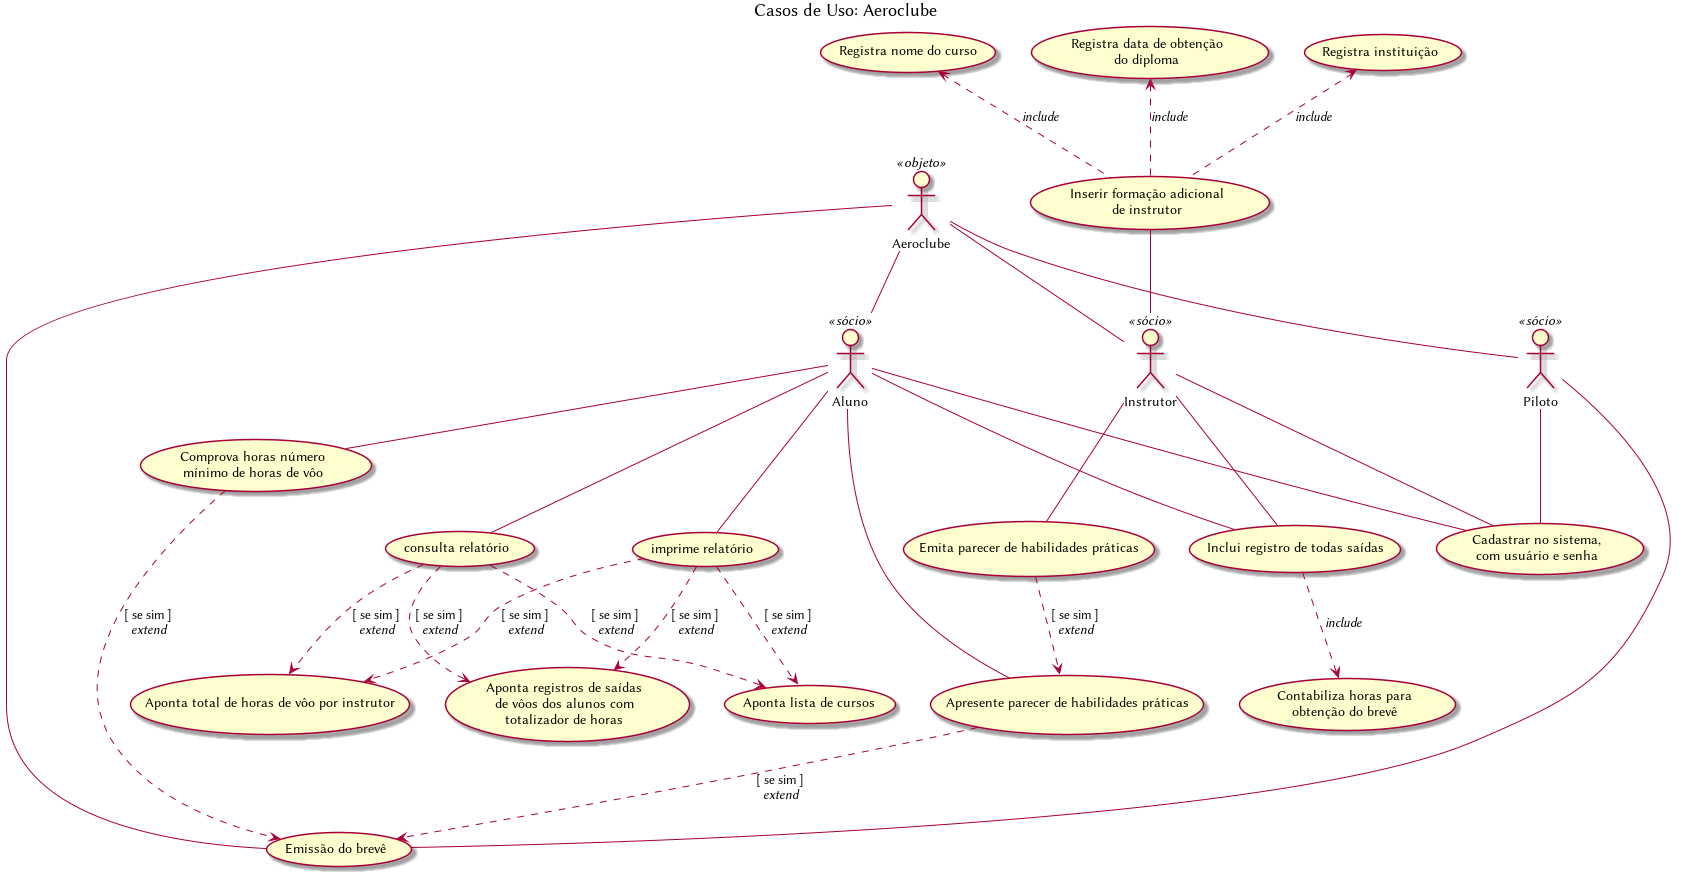 Casos de Uso: Aeroclube
Registra nome do curso
Registra data de obtenção
do diploma
Registra instituição
include
include
include
«objeto»
Aeroclube
Inserir formação adicional
de instrutor
«sócio»
Aluno
«sócio»
Instrutor
«sócio»
Piloto
Comprova horas número
mínimo de horas de vôo
consulta relatório
imprime relatório
Emita parecer de habilidades práticas
Inclui registro de todas saídas
Cadastrar no sistema,
com usuário e senha
[ se sim ]
extend
[ se sim ]
extend
[ se sim ]
extend
[ se sim ]
extend
[ se sim ]
extend
[ se sim ]
extend
[ se sim ]
extend
[ se sim ]
extend
include
Aponta total de horas de vôo por instrutor
Aponta registros de saídas
de vôos dos alunos com
totalizador de horas
Aponta lista de cursos
Apresente parecer de habilidades práticas
Contabiliza horas para
obtenção do brevê
[ se sim ]
extend
Emissão do brevê